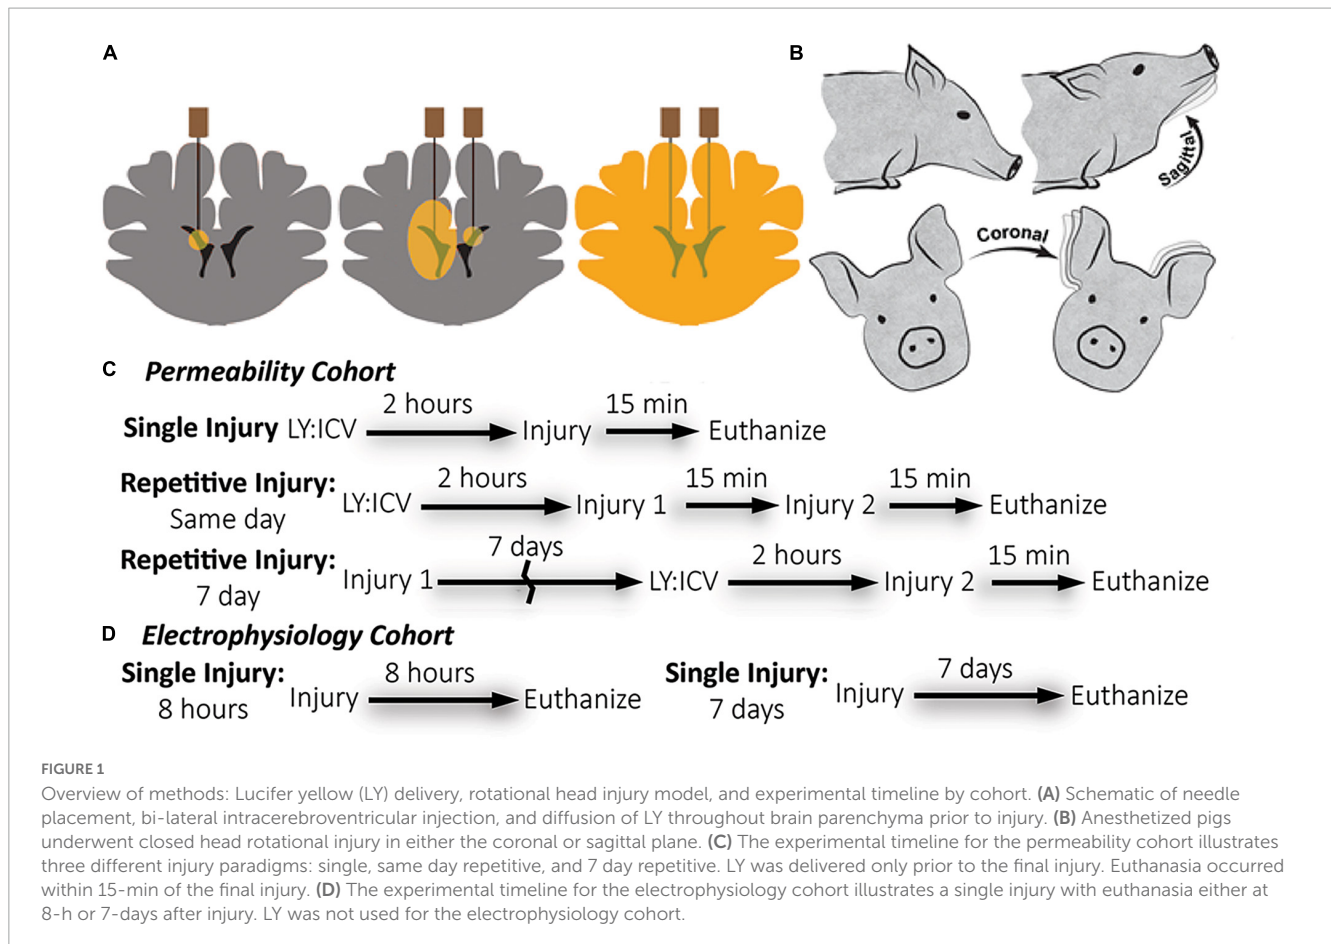 A
B
Sagittal
Coronal
C Permeability Cohort
Single Injury LY:ICV 2 hours Injury 15 min Euthanize
Repetitive Injury: Same day LY:ICV 2 hours Injury 1 15 min Injury 2 15 min Euthanize
Repetitive Injury: 7 day Injury 1 7 days LY:ICV 2 hours Injury 2 15 min Euthanize
D Electrophysiology Cohort
Single Injury: 8 hours Injury 8 hours Euthanize
Single Injury: 7 days Injury 7 days Euthanize
FIGURE 1
Overview of methods: Lucifer yellow (LY) delivery, rotational head injury model, and experimental timeline by cohort. (A) Schematic of needle
placement, bi-lateral intracerebroventricular injection, and diffusion of LY throughout brain parenchyma prior to injury. (B) Anesthetized pigs
underwent closed head rotational injury in either the coronal or sagittal plane. (C) The experimental timeline for the permeability cohort illustrates
three different injury paradigms: single, same day repetitive, and 7 day repetitive. LY was delivered only prior to the final injury. Euthanasia occurred
within 15-min of the final injury. (D) The experimental timeline for the electrophysiology cohort illustrates a single injury with euthanasia either at
8-h or 7-days after injury. LY was not used for the electrophysiology cohort.